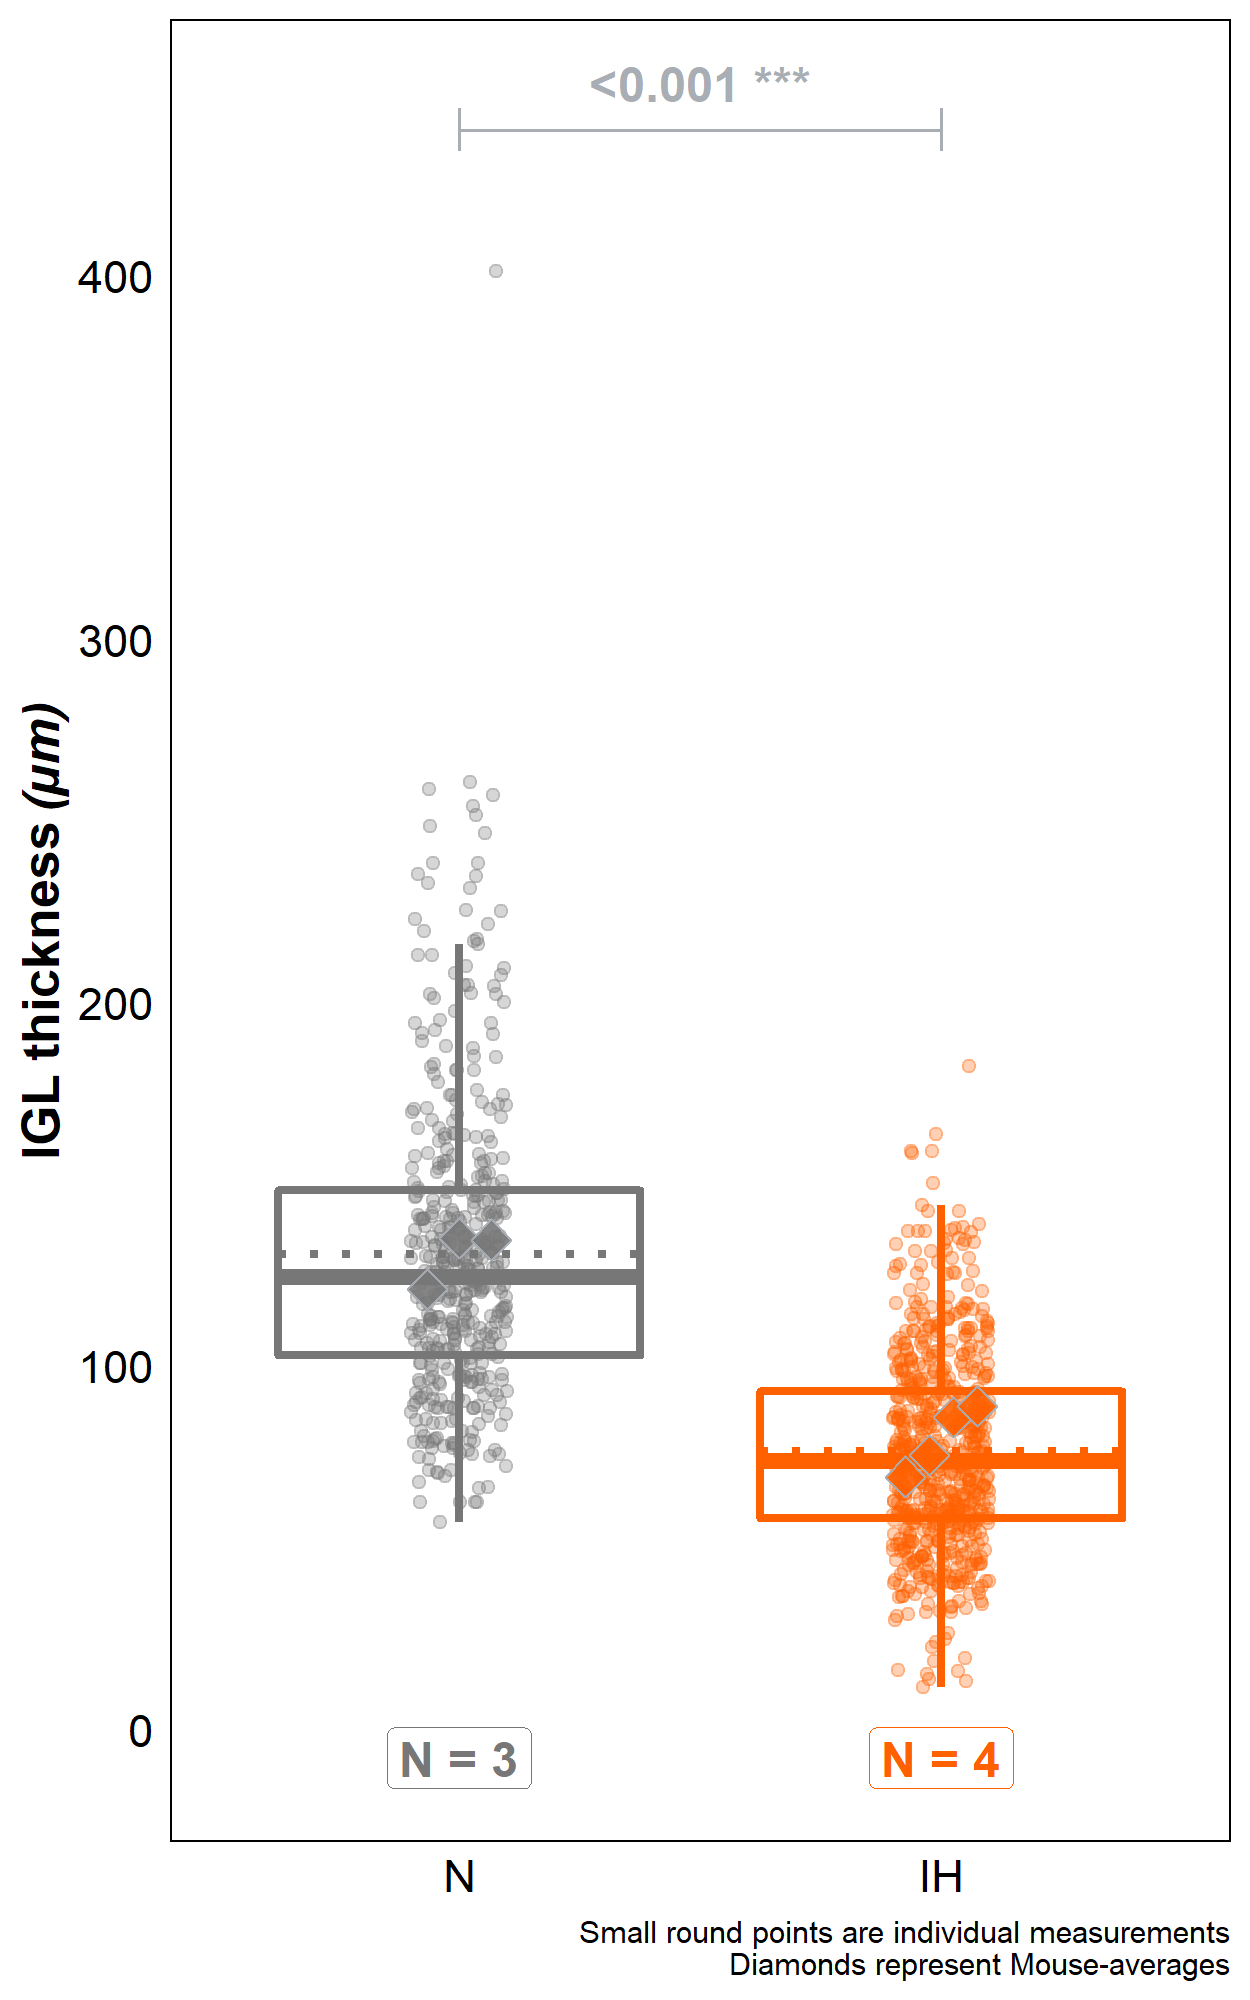 <0.001 ***
400
300
200
100
0
IGL thickness (µm)
N = 3
N = 4
N
IH
Small round points are individual measurements
Diamonds represent Mouse-averages